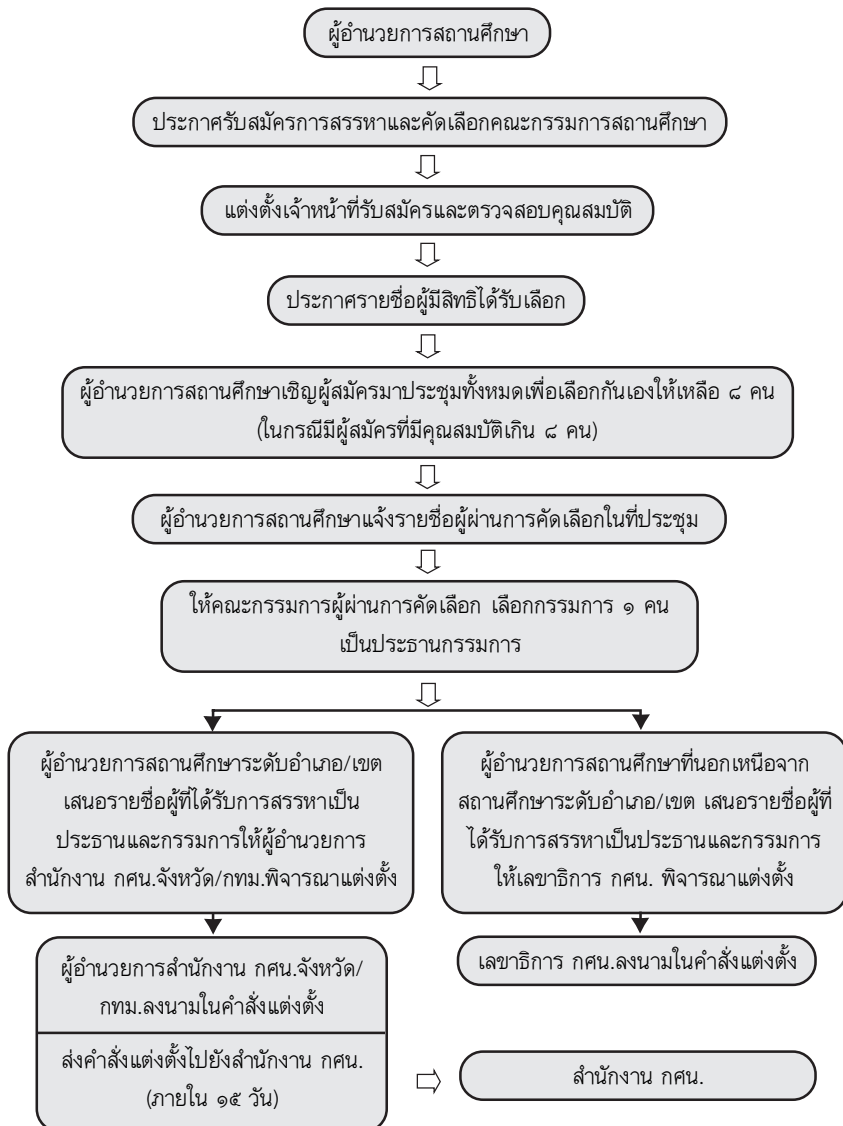 ผู้อำนวยการสถานศึกษา
ประกาศรับสมัครการสรรหาและคัดเลือกคณะกรรมการสถานศึกษา
แต่งตั้งเจ้าหน้าที่รับสมัครและตรวจสอบคุณสมบัติ
ประกาศรายชื่อผู้มีสิทธิได้รับเลือก
ผู้อำนวยการสถานศึกษาเชิญผู้สมัครมาประชุมทั้งหมดเพื่อเลือกกันเองให้เหลือ ๘ คน
(ในกรณีมีผู้สมัครที่มีคุณสมบัติเกิน ๘ คน)
ผู้อำนวยการสถานศึกษาแจ้งรายชื่อผู้ผ่านการคัดเลือกในที่ประชุม
ให้คณะกรรมการผู้ผ่านการคัดเลือก เลือกกรรมการ ๑ คน
เป็นประธานกรรมการ
ผู้อำนวยการสถานศึกษาระดับอำเภอ/เขต
เสนอรายชื่อผู้ที่ได้รับการสรรหาเป็น
ประธานและกรรมการให้ผู้อำนวยการ
สำนักงาน กศน.จังหวัด/กทม.พิจารณาแต่งตั้ง
ผู้อำนวยการสถานศึกษาที่นอกเหนือจาก
สถานศึกษาระดับอำเภอ/เขต เสนอรายชื่อผู้ที่
ได้รับการสรรหาเป็นประธานและกรรมการ
ให้เลขาธิการ กศน. พิจารณาแต่งตั้ง
ผู้อำนวยการสำนักงาน กศน.จังหวัด/
กทม.ลงนามในคำสั่งแต่งตั้ง
เลขาธิการ กศน.ลงนามในคำสั่งแต่งตั้ง
ส่งคำสั่งแต่งตั้งไปยังสำนักงาน กศน.
(ภายใน ๑๕ วัน)
สำนักงาน กศน.